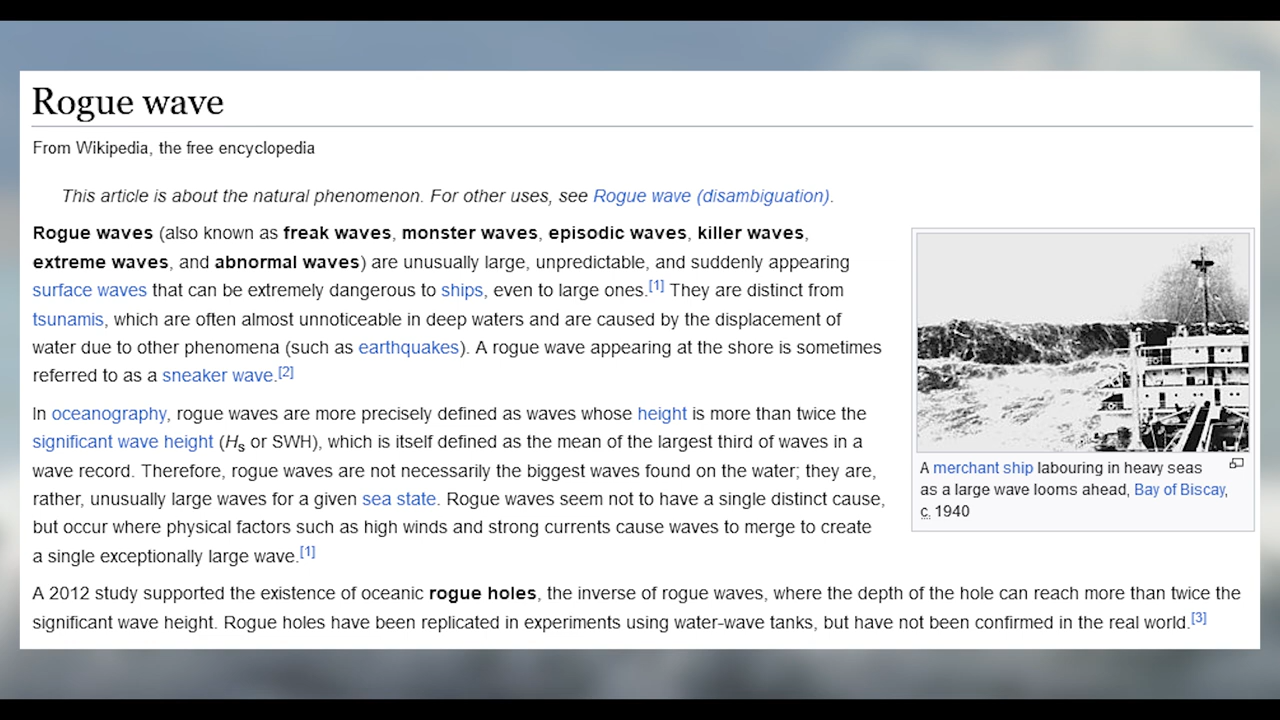 Rogue wave
From Wikipedia, the free encyclopedia
This article is about the natural phenomenon. For other uses, see Rogue wave (disambiguation).
Rogue waves (also known as freak waves, monster waves, episodic waves, killer waves,
extreme waves, and abnormal waves) are unusually large, unpredictable, and suddenly appearing
surface waves that can be extremely dangerous to ships, even to large ones.[1] They are distinct from
tsunamis, which are often almost unnoticeable in deep waters and are caused by the displacement of
water due to other phenomena (such as earthquakes). A rogue wave appearing at the shore is sometimes
referred to as a sneaker wave.[2]
In oceanography, rogue waves are more precisely defined as waves whose height is more than twice the
significant wave height (Hs or SWH), which is itself defined as the mean of the largest third of waves in a
wave record. Therefore, rogue waves are not necessarily the biggest waves found on the water; they are,
rather, unusually large waves for a given sea state. Rogue waves seem not to have a single distinct cause,
but occur where physical factors such as high winds and strong currents cause waves to merge to create
a single exceptionally large wave.[1]
A merchant ship labouring in heavy seas
as a large wave looms ahead, Bay of Biscay,
c. 1940
A 2012 study supported the existence of oceanic rogue holes, the inverse of rogue waves, where the depth of the hole can reach more than twice the
significant wave height. Rogue holes have been replicated in experiments using water-wave tanks, but have not been confirmed in the real world.[3]